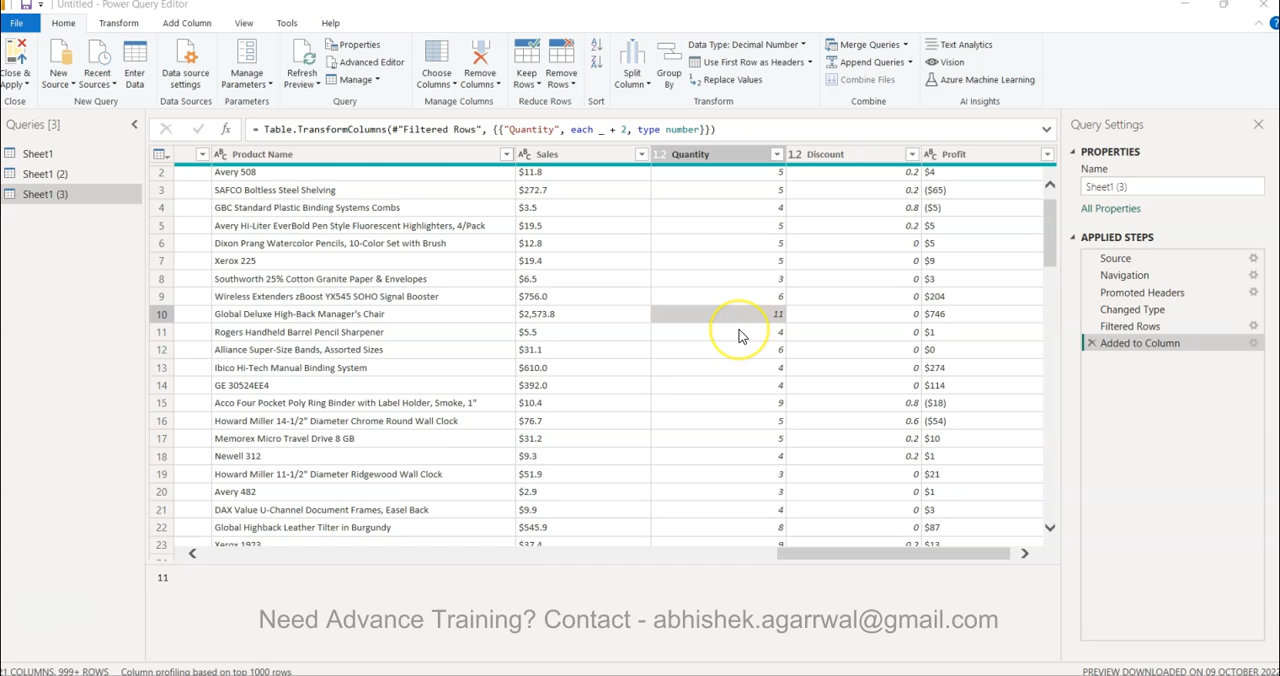 Untitled - Power Query Editor
File Home Transform Add Column View Tools Help
Close & Apply New Source Recent Sources Enter Data Data source settings Manage Parameters Refresh Preview Properties Advanced Editor Manage Choose Columns Remove Columns Keep Rows Remove Rows Split Column Group By Data Type: Decimal Number Use First Row as Headers Replace Values Merge Queries Append Queries Combine Files Text Analytics Vision Azure Machine Learning
Close New Query Data Sources Parameters Query Manage Columns Reduce Rows Sort Transform Combine AI Insights
Queries [3]
Sheet1
Sheet1 (2)
Sheet1 (3)
fx = Table.TransformColumns(#"Filtered Rows", {{"Quantity", each _ + 2, type number}})
Product Name Sales 1.2 Quantity 1.2 Discount Profit
2 Avery 508 $11.8 5 0.2 $4
3 SAFCO Boltless Steel Shelving $272.7 5 0.2 ($65)
4 GBC Standard Plastic Binding Systems Combs $3.5 4 0.8 ($5)
5 Avery Hi-Liter EverBold Pen Style Fluorescent Highlighters, 4/Pack $19.5 5 0.2 $5
6 Dixon Prang Watercolor Pencils, 10-Color Set with Brush $12.8 5 0 $5
7 Xerox 225 $19.4 5 0 $9
8 Southworth 25% Cotton Granite Paper & Envelopes $6.5 3 0 $3
9 Wireless Extenders zBoost YX545 SOHO Signal Booster $756.0 6 0 $204
10 Global Deluxe High-Back Manager's Chair $2,573.8 11 0 $746
11 Rogers Handheld Barrel Pencil Sharpener $5.5 4 0 $1
12 Alliance Super-Size Bands, Assorted Sizes $31.1 6 0 $0
13 Ibico Hi-Tech Manual Binding System $610.0 4 0 $274
14 GE 30524EE4 $392.0 4 0 $114
15 Acco Four Pocket Poly Ring Binder with Label Holder, Smoke, 1" $10.4 9 0.8 ($18)
16 Howard Miller 14-1/2" Diameter Chrome Round Wall Clock $76.7 5 0.6 ($54)
17 Memorex Micro Travel Drive 8 GB $31.2 5 0.2 $10
18 Newell 312 $9.3 4 0.2 $1
19 Howard Miller 11-1/2" Diameter Ridgewood Wall Clock $51.9 3 0 $21
20 Avery 482 $2.9 3 0 $1
21 DAX Value U-Channel Document Frames, Easel Back $9.9 4 0 $3
22 Global Highback Leather Tilter in Burgundy $545.9 8 0 $87
23 Xerox 1923 $37.4 9 0.2 $13
11
Query Settings
PROPERTIES
Name
Sheet1 (3)
All Properties
APPLIED STEPS
Source
Navigation
Promoted Headers
Changed Type
Filtered Rows
Added to Column
Need Advance Training? Contact - abhishek.agarrwal@gmail.com
21 COLUMNS, 999+ ROWS Column profiling based on top 1000 rows PREVIEW DOWNLOADED ON 09 OCTOBER 2022